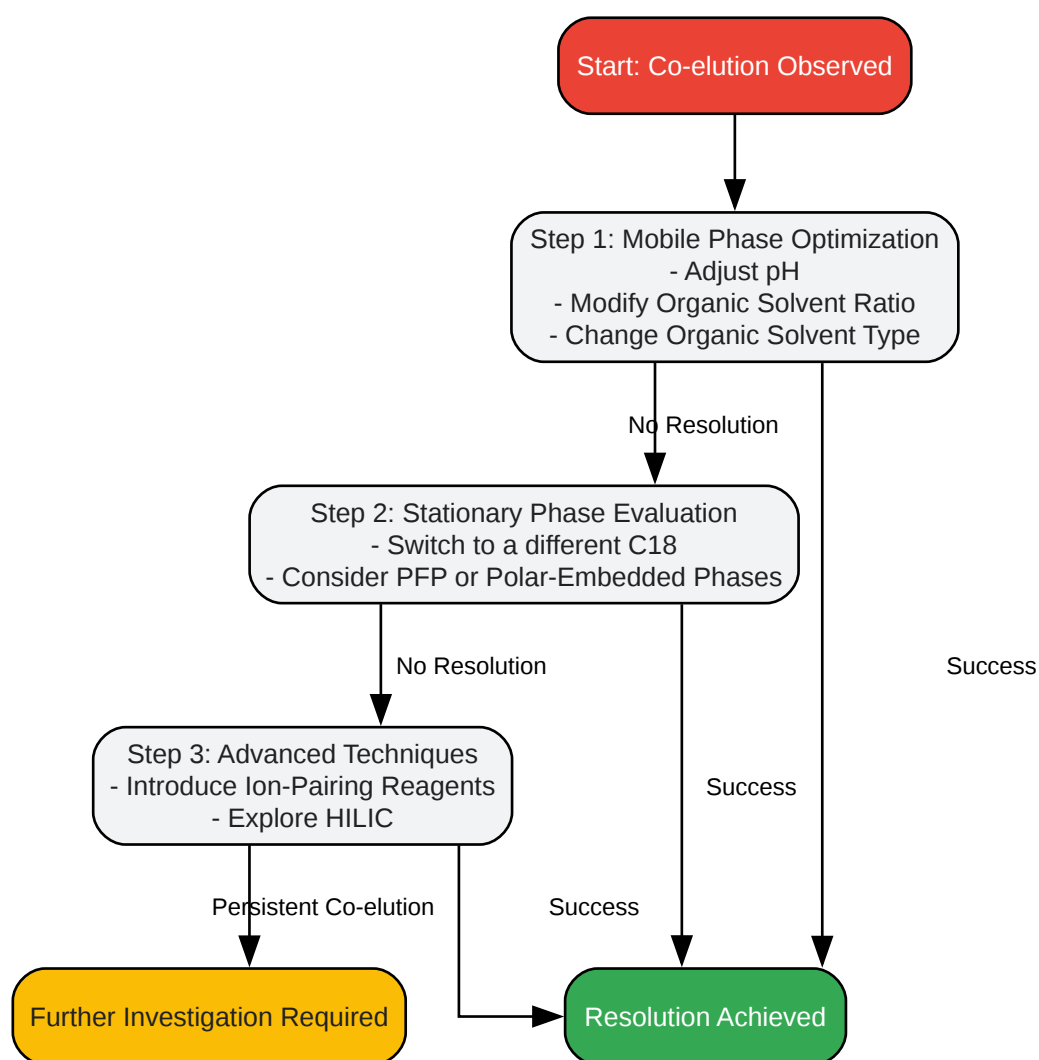 Start: Co-elution Observed
Step 1: Mobile Phase Optimization
- Adjust pH
- Modify Organic Solvent Ratio
- Change Organic Solvent Type
No Resolution
Step 2: Stationary Phase Evaluation
- Switch to a different C18
- Consider PFP or Polar-Embedded Phases
No Resolution
Success
Step 3: Advanced Techniques
- Introduce Ion-Pairing Reagents
- Explore HILIC
Success
Persistent Co-elution
Success
Further Investigation Required
Resolution Achieved